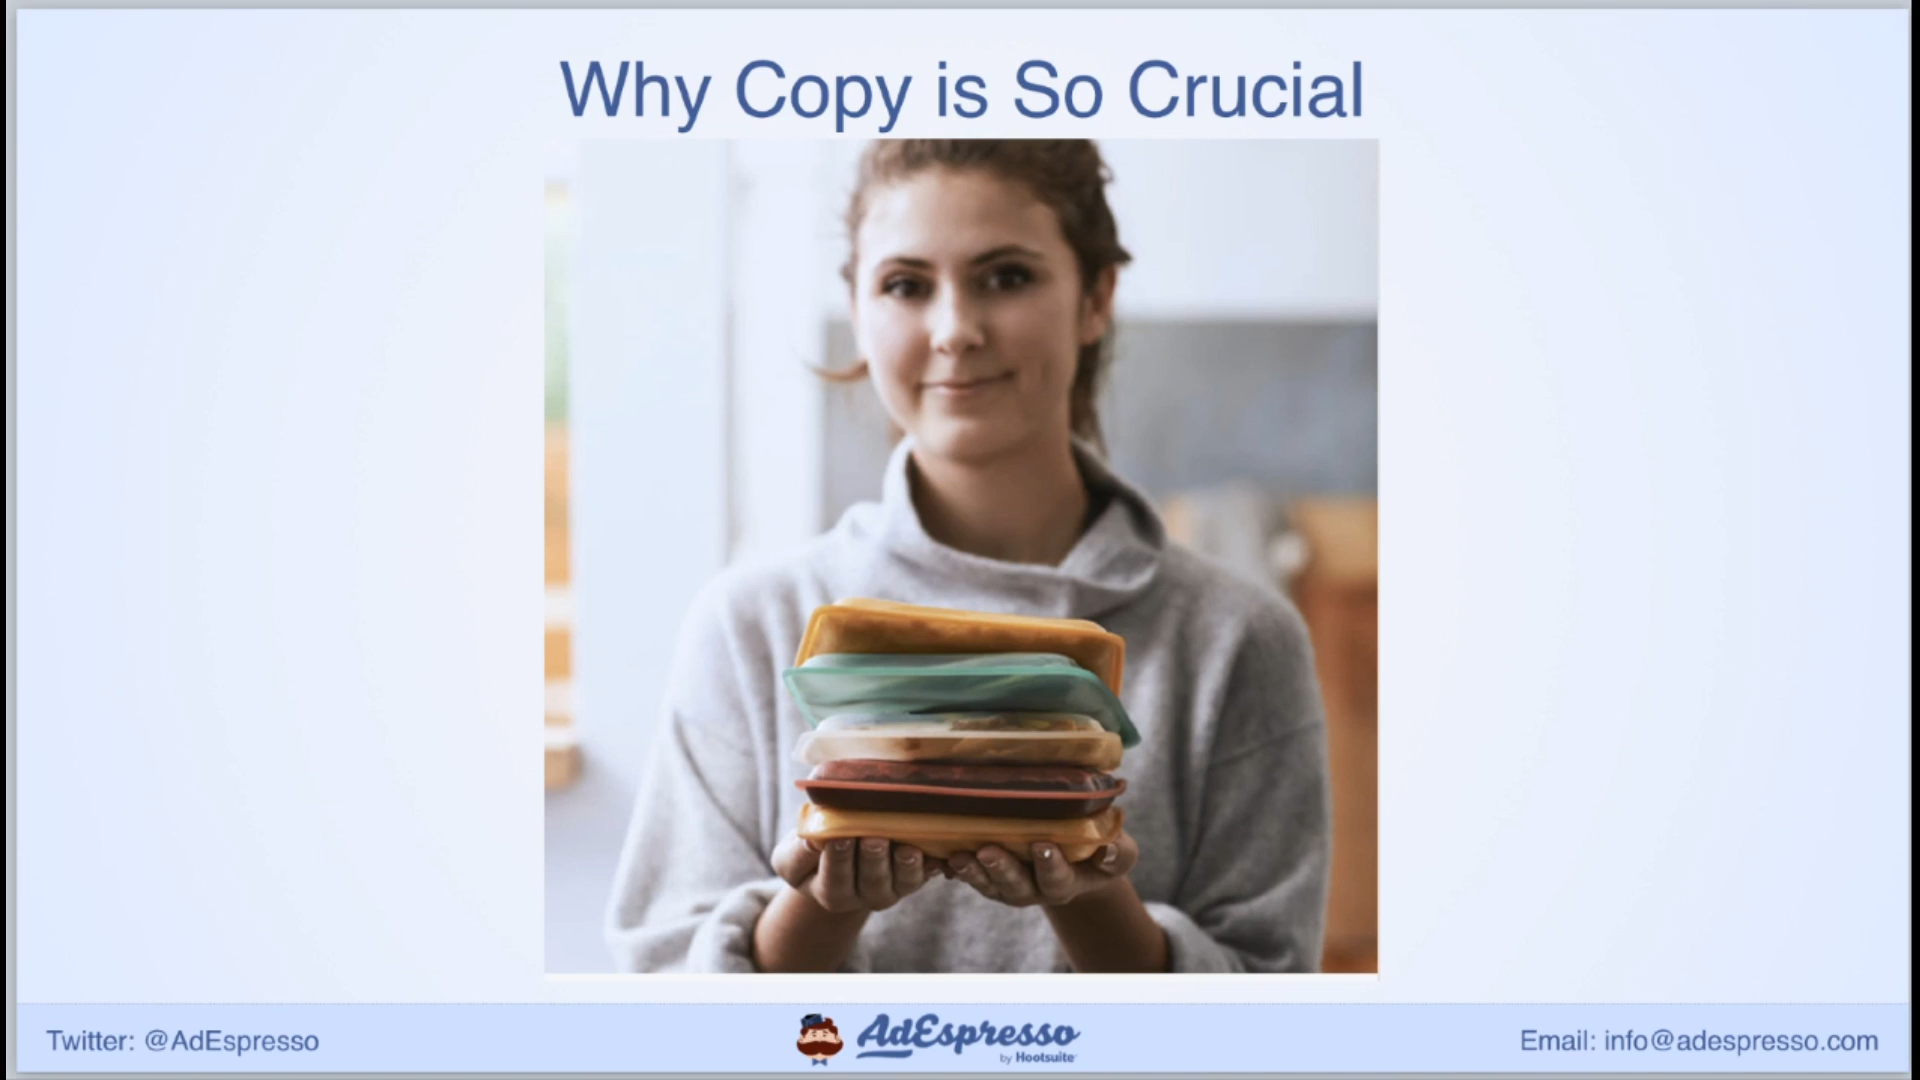 Why Copy is So Crucial
Twitter: @AdEspresso
AdEspresso
by Hootsuite
Email: info@adespresso.com